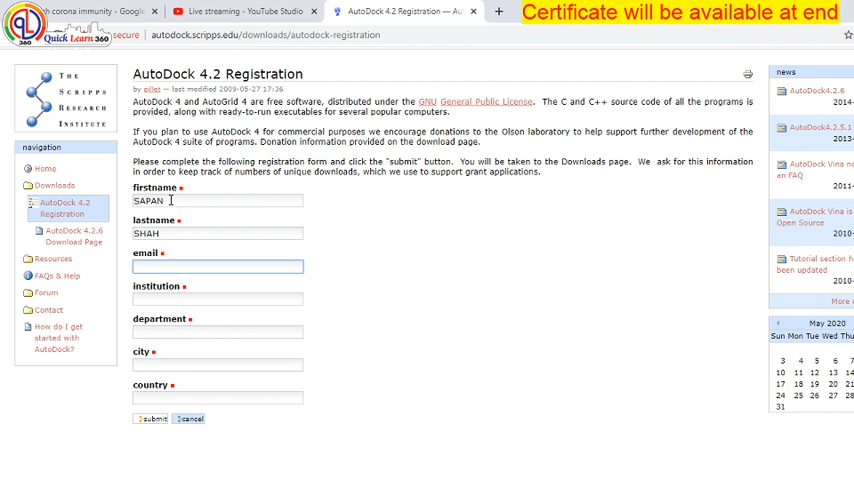 Certificate will be available at end
th corona immunity - Google
Live streaming - YouTube Studio
AutoDock 4.2 Registration — Au
QL
360
Quick Learn 360
secure
autodock.scripps.edu/downloads/autodock-registration
THE
SCRIPPS
RESEARCH
INSTITUTE
navigation
Home
Downloads
AutoDock 4.2
Registration
AutoDock 4.2.6
Download Page
Resources
FAQs & Help
Forum
Contact
How do I get
started with
AutoDock?
AutoDock 4.2 Registration
by gillet — last modified 2009-05-27 17:36
AutoDock 4 and AutoGrid 4 are free software, distributed under the GNU General Public License. The C and C++ source code of all the programs is
provided, along with ready-to-run executables for several popular computers.
If you plan to use AutoDock 4 for commercial purposes we encourage donations to the Olson laboratory to help support further development of the
AutoDock 4 suite of programs. Donation information provided on the download page.
Please complete the following registration form and click the "submit" button. You will be taken to the Downloads page. We ask for this information
in order to keep track of numbers of unique downloads, which we use to support grant applications.
firstname
SAPAN
lastname
SHAH
email
institution
department
city
country
submit
cancel
news
AutoDock4.2.6
2014-
AutoDock4.2.5.1
2013-
AutoDock Vina no
an FAQ
2011-
AutoDock Vina is
Open Source
2010-
Tutorial section h
been updated
2010-
More
May 2020
Sun Mon Tue Wed Thu
3 4 5 6 7
10 11 12 13 14
17 18 19 20 21
24 25 26 27 28
31